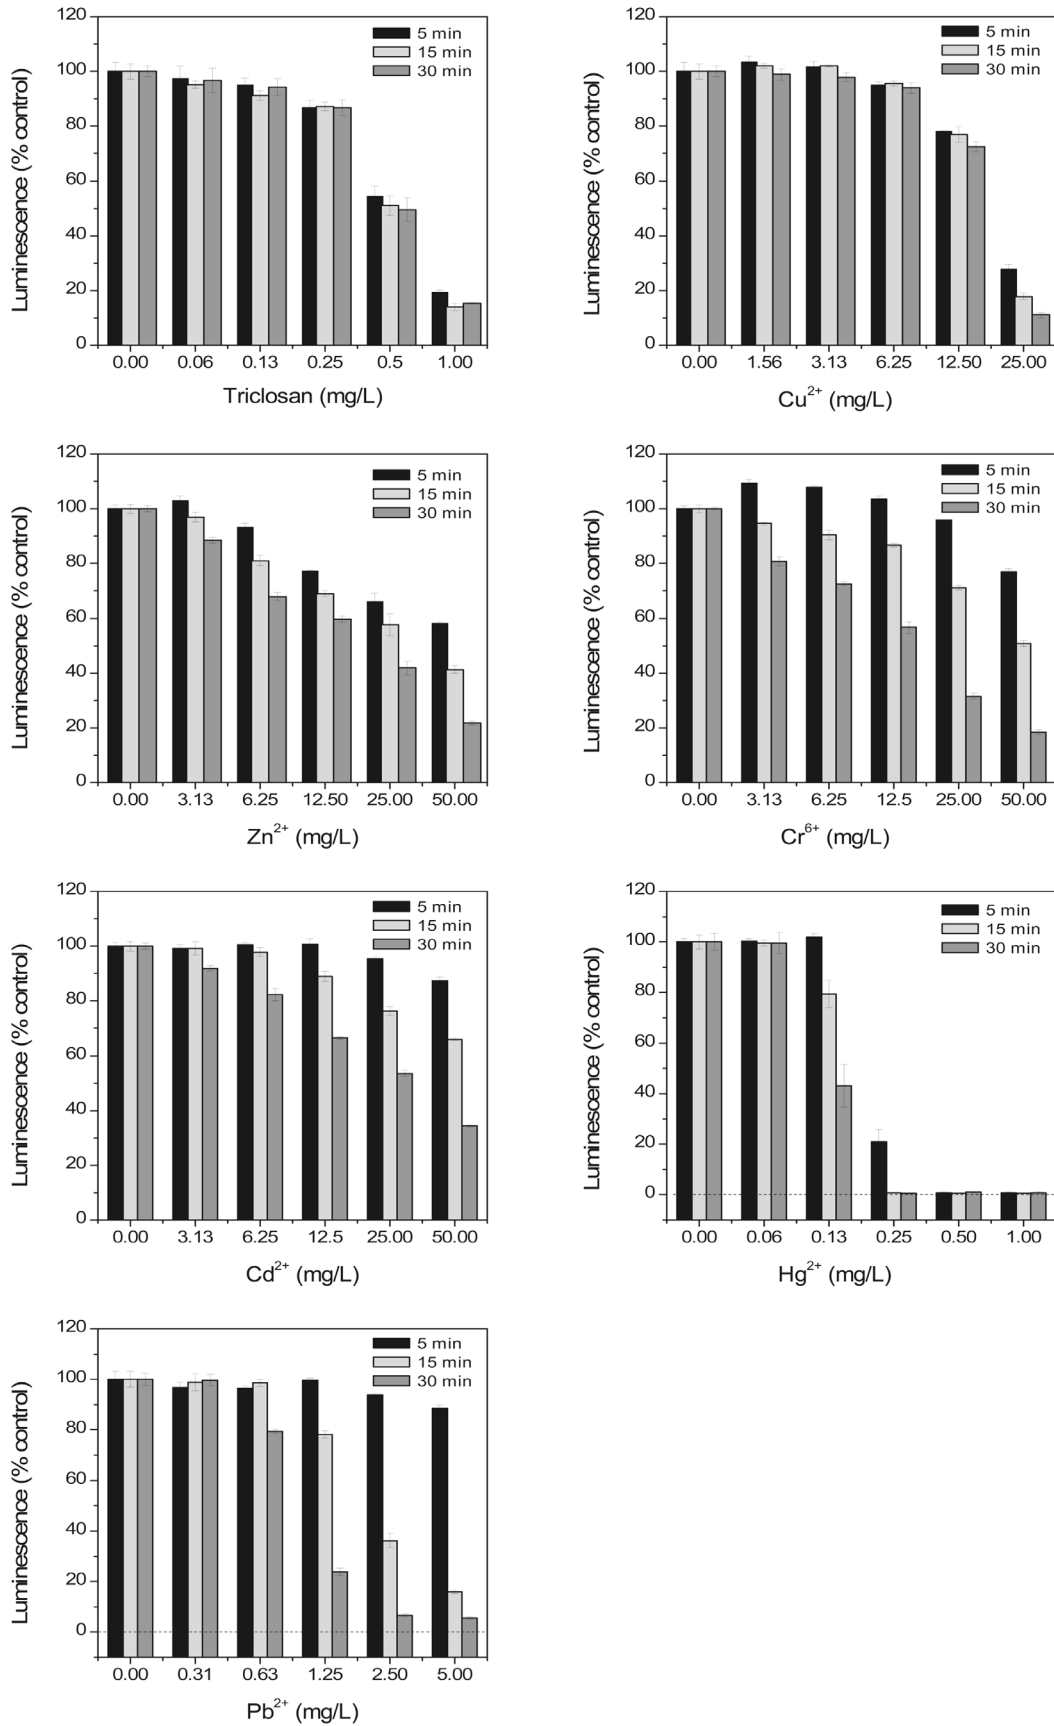 120
100
80
60
40
20
0
Luminescence (% control)
5 min
15 min
30 min
0.00 0.06 0.13 0.25 0.5 1.00
Triclosan (mg/L)
120
100
80
60
40
20
0
Luminescence (% control)
5 min
15 min
30 min
0.00 1.56 3.13 6.25 12.50 25.00
Cu²⁺ (mg/L)
120
100
80
60
40
20
0
Luminescence (% control)
5 min
15 min
30 min
0.00 3.13 6.25 12.50 25.00 50.00
Zn²⁺ (mg/L)
120
100
80
60
40
20
0
Luminescence (% control)
5 min
15 min
30 min
0.00 3.13 6.25 12.5 25.00 50.00
Cr⁶⁺ (mg/L)
120
100
80
60
40
20
0
Luminescence (% control)
5 min
15 min
30 min
0.00 3.13 6.25 12.5 25.00 50.00
Cd²⁺ (mg/L)
120
100
80
60
40
20
0
Luminescence (% control)
5 min
15 min
30 min
0.00 0.06 0.13 0.25 0.50 1.00
Hg²⁺ (mg/L)
120
100
80
60
40
20
0
Luminescence (% control)
5 min
15 min
30 min
0.00 0.31 0.63 1.25 2.50 5.00
Pb²⁺ (mg/L)